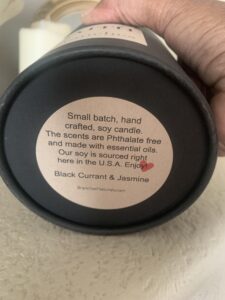 Small batch, hand
crafted, soy candle.
The scents are Phthalate free
and made with essential oils.
Our soy is sourced right
here in the U.S.A. Enjoy!
Black Currant & Jasmine